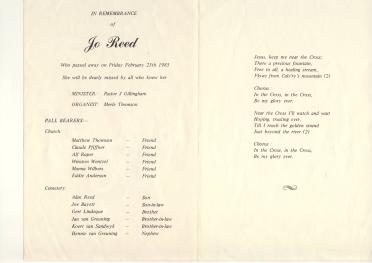 IN REMEMBRANCE
of
Jo Reed
Who passed away on Friday February 25th 1983
She will be dearly missed by all who knew her
MINISTER: Pastor J Gillingham
ORGANIST: Merle Thomson
PALL BEARERS—
Church:
Matthew Thomson – Friend
Claude Pfiffner – Friend
Alf Raper – Friend
Winston Wentzel – Friend
Manna Wilkens – Friend
Eddie Anderson – Friend
Cemetery:
Alan Reed – Son
Joe Bayett – Son-in-law
Gert Lindeque – Brother
Jan van Greuning – Brother-in-law
Koert van Sandwyk – Brother-in-law
Hennie van Greuning – Nephew
Jesus, keep me near the Cross;
There a precious fountain,
Free to all, a healing stream,
Flows from Calv'ry's mountain (2)
Chorus
In the Cross, in the Cross,
Be my glory ever.
Near the Cross I'll watch and wait
Hoping, trusting ever,
Till I reach the golden strand
Just beyond the river (2)
Chorus
In the Cross, in the Cross,
Be my glory ever.